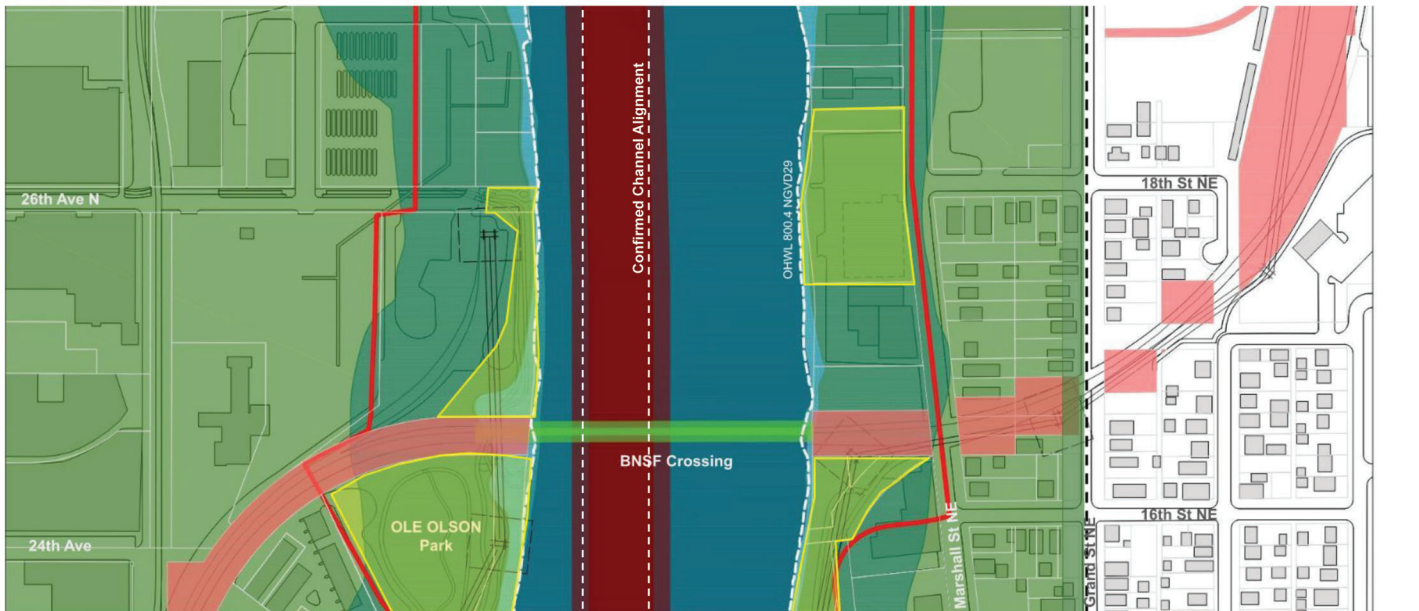 Confirmed Channel Alignment
OHWL 800.4 NGVD29
18th St NE
26th Ave N
BNSF Crossing
OLE OLSON
Park
24th Ave
Marshall St NE
16th St NE
Grand St NE